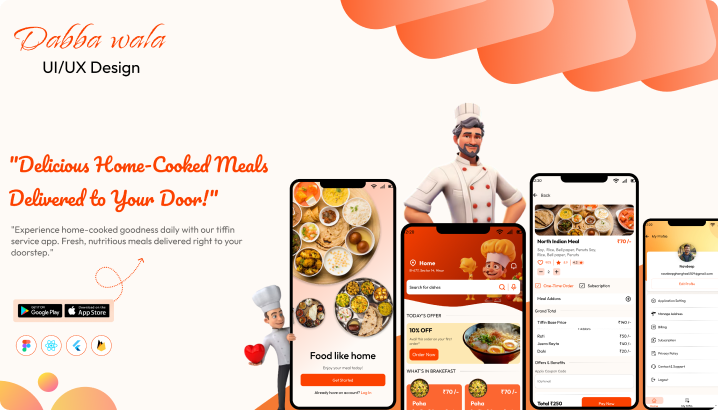 Dabba wala
UI/UX Design
"Delicious Home-Cooked Meals
Delivered to Your Door!"
"Experience home-cooked goodness daily with our tiffin
service app. Fresh, nutritious meals delivered right to your
doorstep."
GET IT ON
Google Play
Download on the
App Store
Food like home
Enjoy your meal today!
Get Started
Already have an account? Log In
Home
Search for dishes
TODAY'S OFFER
10% OFF
Order Now
WHAT'S IN BREAKFAST
₹70/-
Poha
₹70/-
Poha
Back
North Indian Meal
₹70/-
One-Time Order
Subscription
Meal Addons
Grand Total
Tiffin Base Price
Roti
Jeera Rayta
Dahi
Offers & Benefits
Total ₹250
Pay Now
My Profile
Application Setting
Manage Address
Billing
Subscription
Privacy Policy
Contact & Support
Logout